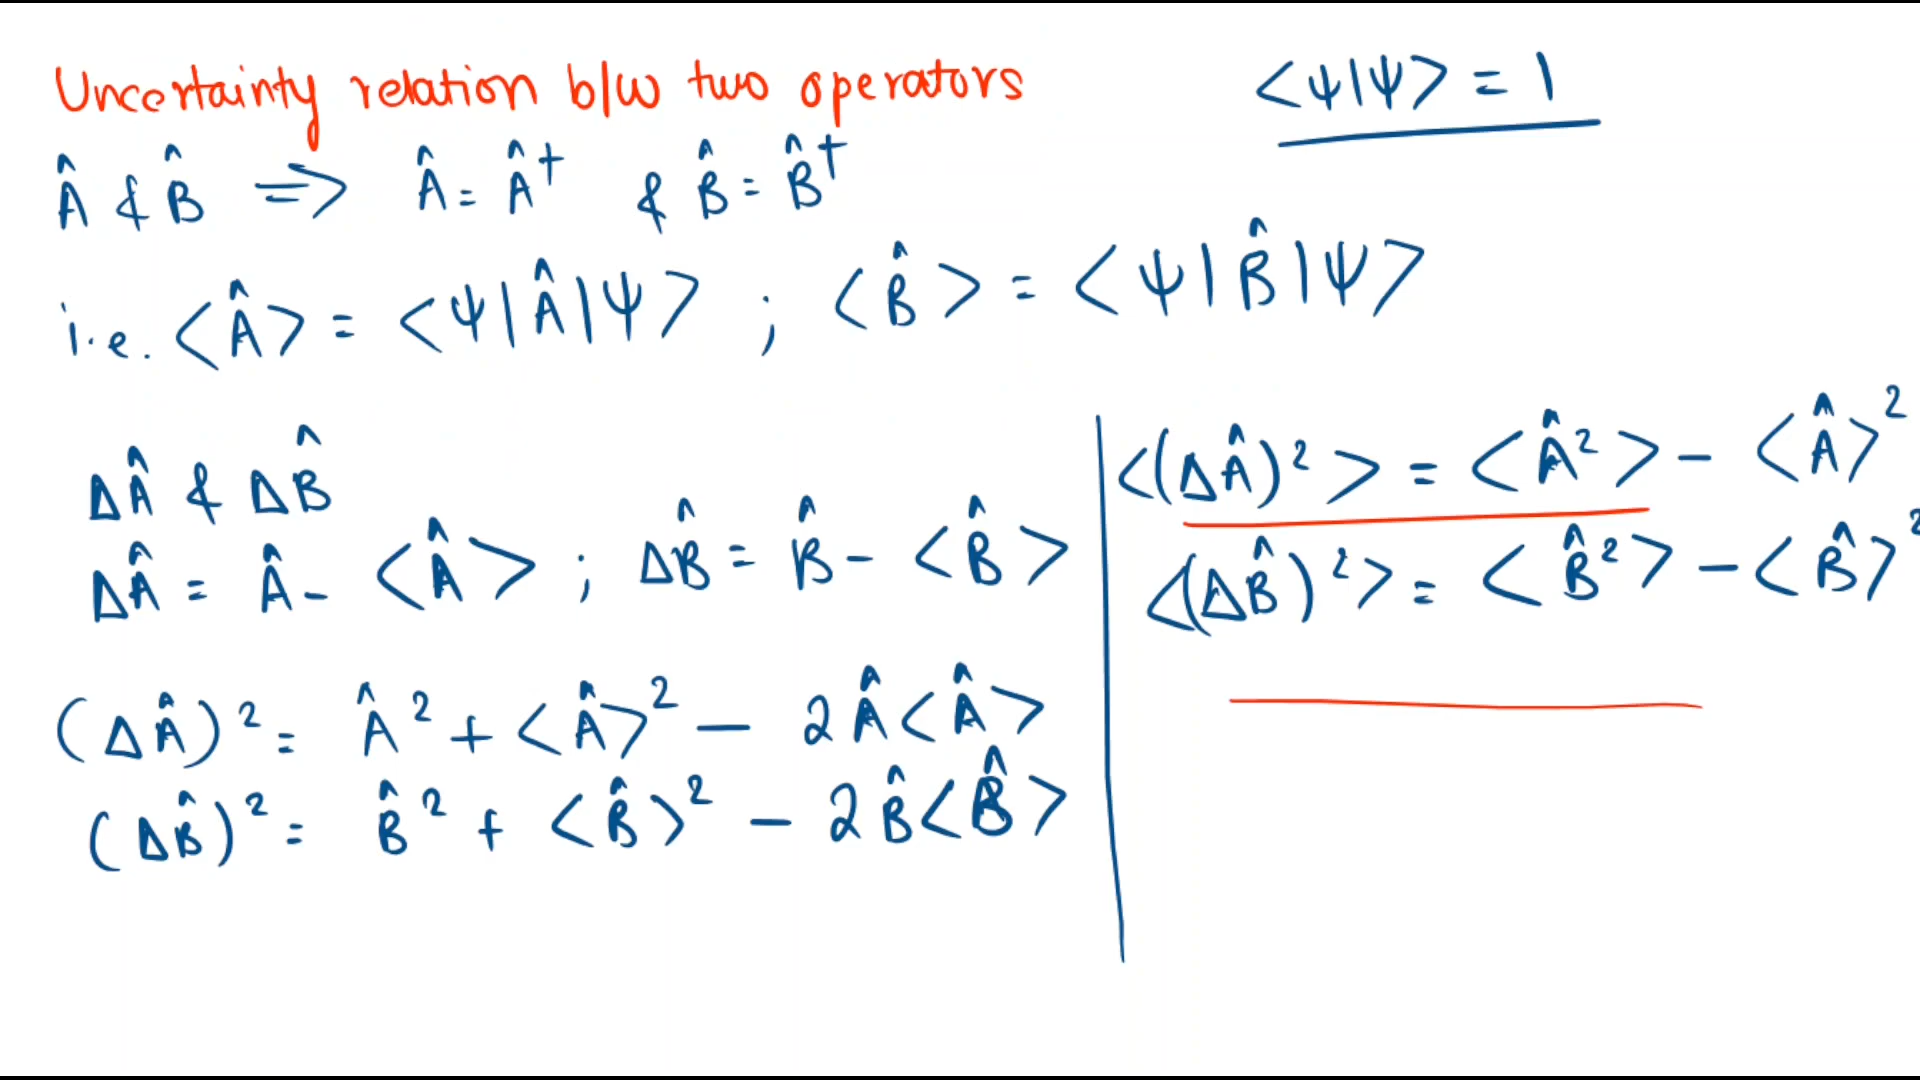 Uncertainty relation b/w two operators
<Ψ|Ψ> = 1
Â & B̂ => Â = Â† & B̂ = B̂†
i.e. <Â> = <Ψ|Â|Ψ> ; <B̂> = <Ψ|B̂|Ψ>
ΔÂ & ΔB̂
ΔÂ = Â - <Â> ; ΔB̂ = B̂ - <B̂>
(ΔÂ)² = Â² + <Â>² - 2Â<Â>
(ΔB̂)² = B̂² + <B̂>² - 2B̂<B̂>
<(ΔÂ)²> = <Â²> - <Â>²
<(ΔB̂)²> = <B̂²> - <B̂>²